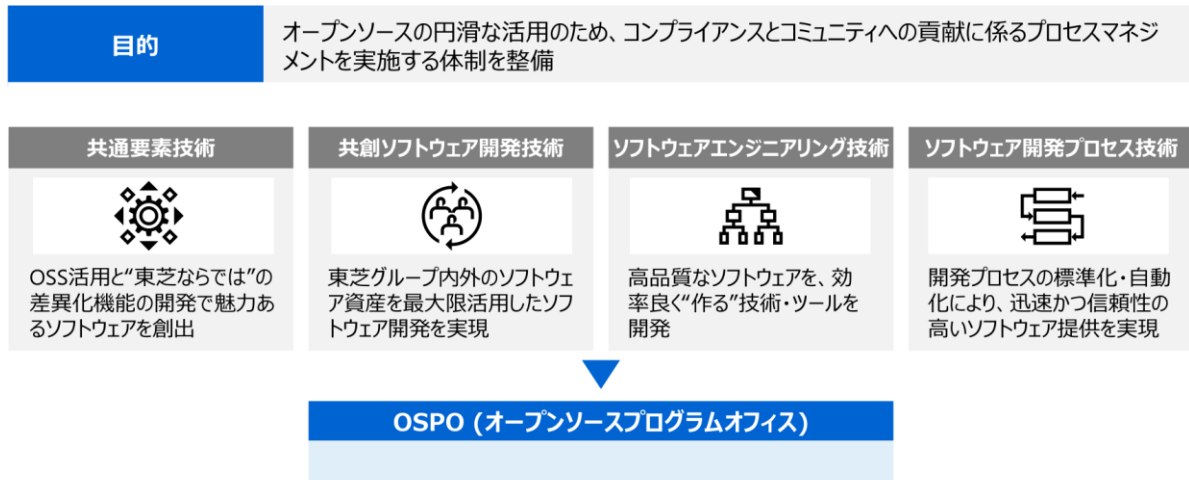 目的
オープンソースの円滑な活用のため、コンプライアンスとコミュニティへの貢献に係るプロセスマネジ
メントを実施する体制を整備
共通要素技術
OSS活用と“東芝ならでは”の
差異化機能の開発で魅力あ
るソフトウェアを創出
共創ソフトウェア開発技術
東芝グループ内外のソフトウェ
ア資産を最大限活用したソフ
トウェア開発を実現
ソフトウェアエンジニアリング技術
高品質なソフトウェアを、効
率良く“作る”技術・ツールを
開発
ソフトウェア開発プロセス技術
開発プロセスの標準化・自動
化により、迅速かつ信頼性の
高いソフトウェア提供を実現
OSPO (オープンソースプログラムオフィス)